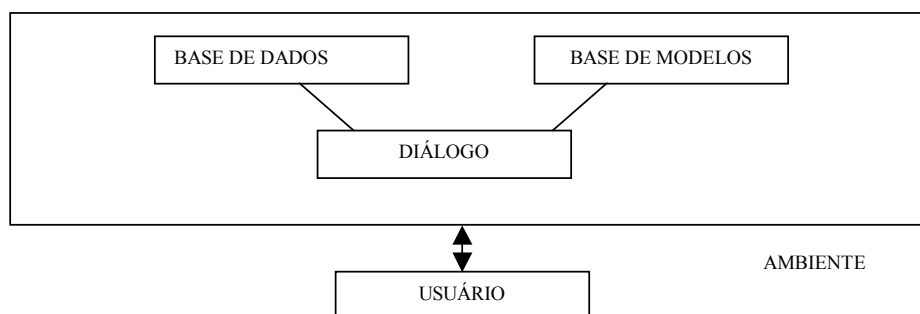 BASE DE DADOS
BASE DE MODELOS
DIÁLOGO
AMBIENTE
USUÁRIO